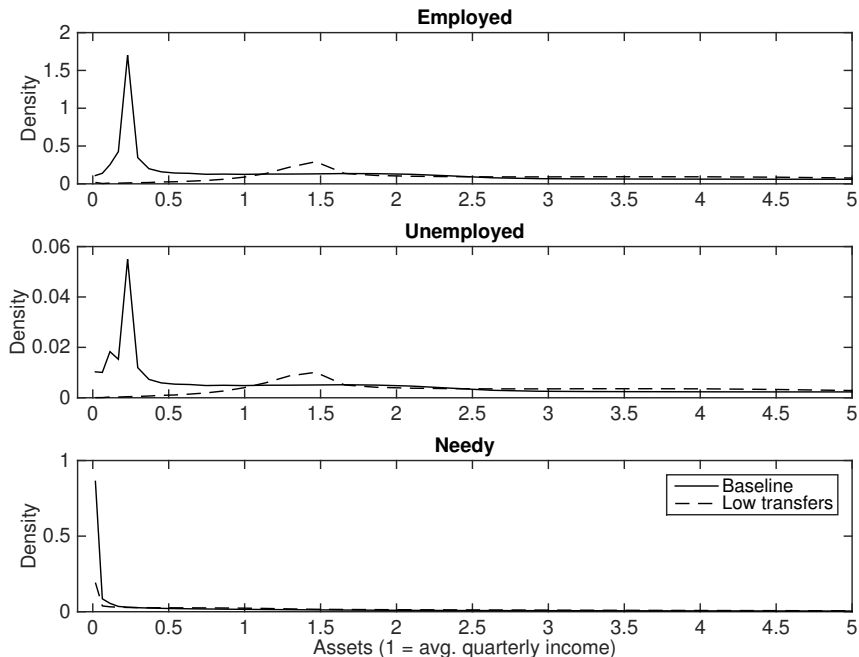 Employed
2
1.5
1
0.5
0
Density
0 0.5 1 1.5 2 2.5 3 3.5 4 4.5 5
Unemployed
0.06
0.04
0.02
0
Density
0 0.5 1 1.5 2 2.5 3 3.5 4 4.5 5
Needy
1
0.5
0
Density
Baseline
Low transfers
0 0.5 1 1.5 2 2.5 3 3.5 4 4.5 5
Assets (1 = avg. quarterly income)